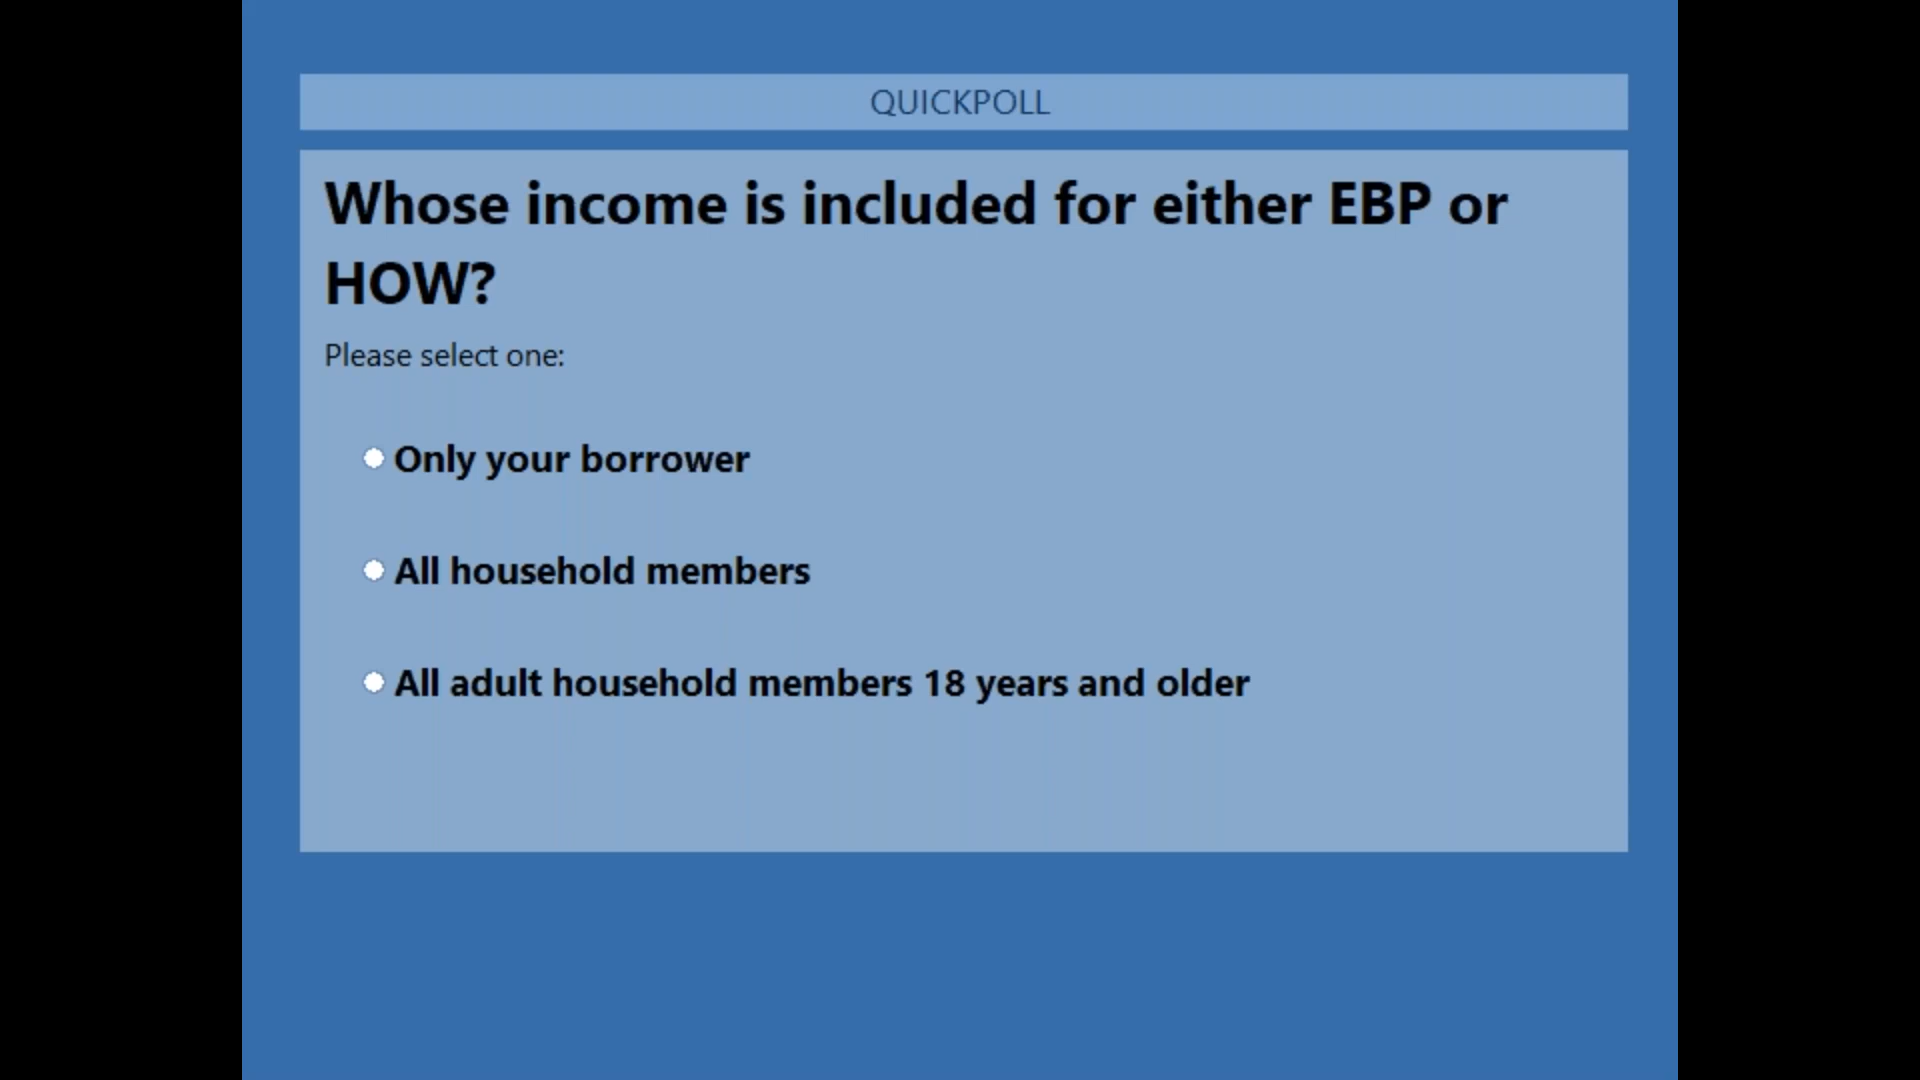 QUICKPOLL
Whose income is included for either EBP or
HOW?
Please select one:
Only your borrower
All household members
All adult household members 18 years and older